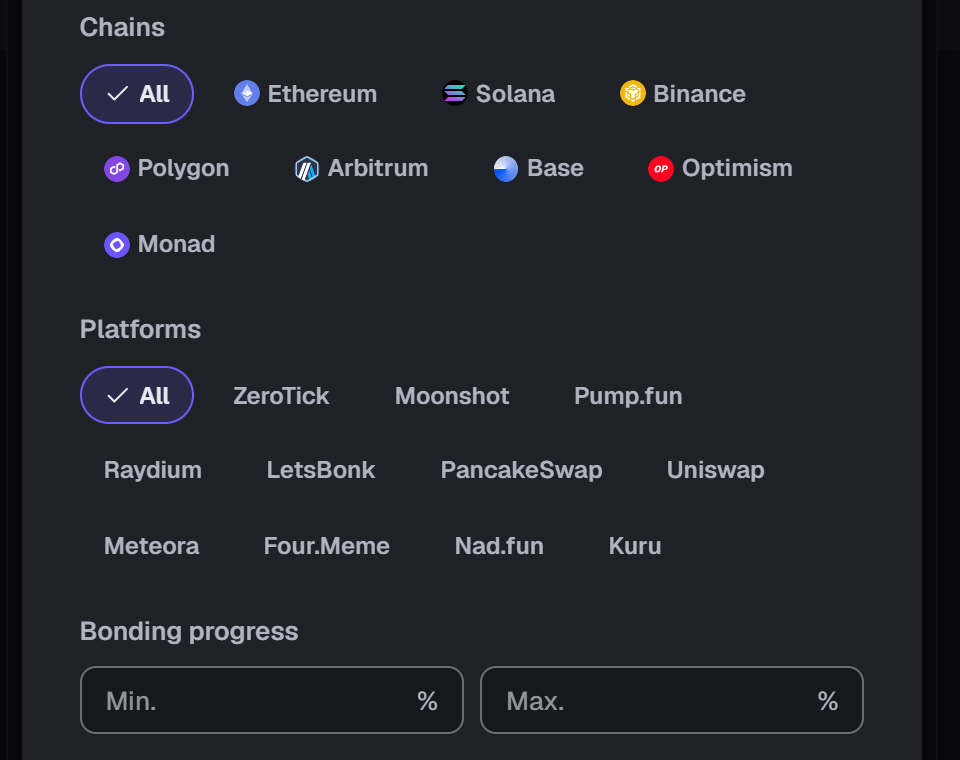 Chains
All Ethereum Solana Binance
Polygon Arbitrum Base OP Optimism
Monad
Platforms
All ZeroTick Moonshot Pump.fun
Raydium LetsBonk PancakeSwap Uniswap
Meteora Four.Meme Nad.fun Kuru
Bonding progress
Min. % Max. %